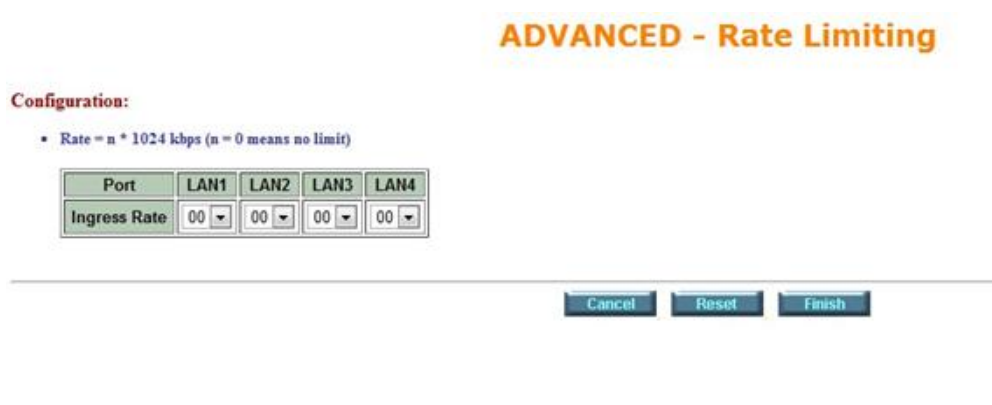 ADVANCED - Rate Limiting
Configuration:
• Rate = n * 1024 kbps (n = 0 means no limit)
Port LAN1 LAN2 LAN3 LAN4
Ingress Rate 00 00 00 00
Cancel Reset Finish